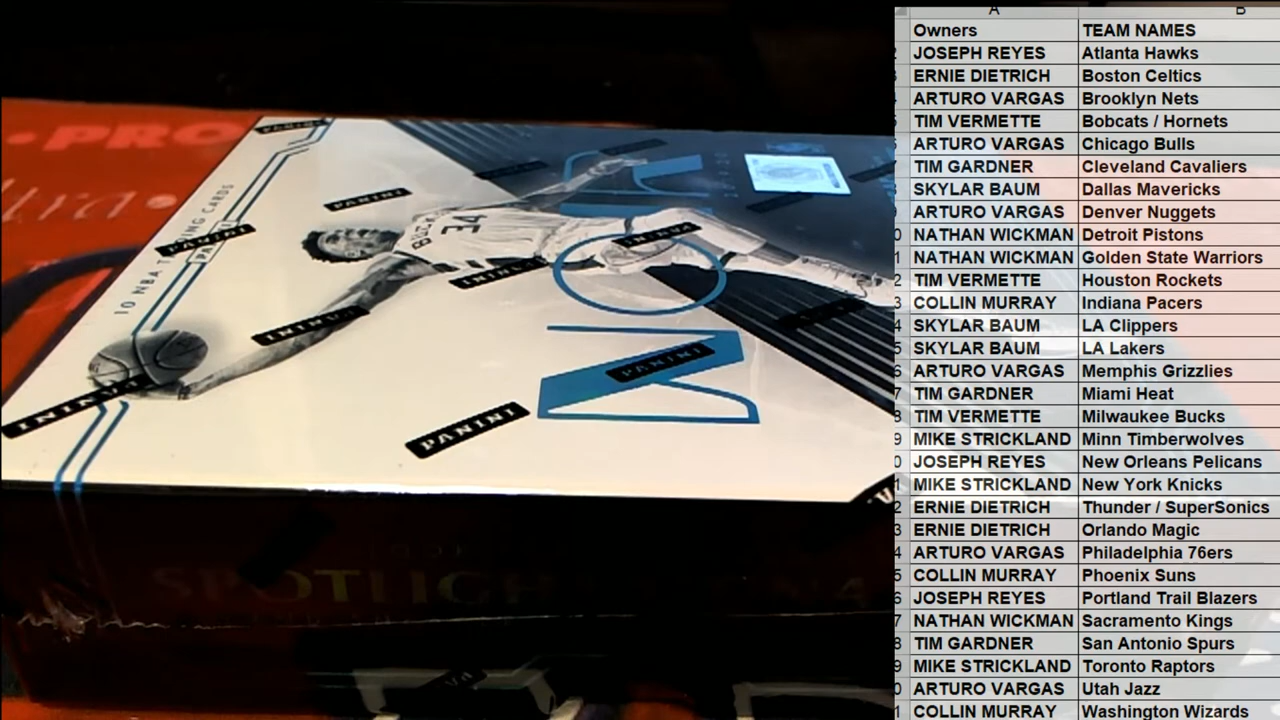 A B
Owners TEAM NAMES
JOSEPH REYES Atlanta Hawks
ERNIE DIETRICH Boston Celtics
ARTURO VARGAS Brooklyn Nets
TIM VERMETTE Bobcats / Hornets
ARTURO VARGAS Chicago Bulls
TIM GARDNER Cleveland Cavaliers
SKYLAR BAUM Dallas Mavericks
ARTURO VARGAS Denver Nuggets
NATHAN WICKMAN Detroit Pistons
NATHAN WICKMAN Golden State Warriors
TIM VERMETTE Houston Rockets
COLLIN MURRAY Indiana Pacers
SKYLAR BAUM LA Clippers
SKYLAR BAUM LA Lakers
ARTURO VARGAS Memphis Grizzlies
TIM GARDNER Miami Heat
TIM VERMETTE Milwaukee Bucks
MIKE STRICKLAND Minn Timberwolves
JOSEPH REYES New Orleans Pelicans
MIKE STRICKLAND New York Knicks
ERNIE DIETRICH Thunder / SuperSonics
ERNIE DIETRICH Orlando Magic
ARTURO VARGAS Philadelphia 76ers
COLLIN MURRAY Phoenix Suns
JOSEPH REYES Portland Trail Blazers
NATHAN WICKMAN Sacramento Kings
TIM GARDNER San Antonio Spurs
MIKE STRICKLAND Toronto Raptors
ARTURO VARGAS Utah Jazz
COLLIN MURRAY Washington Wizards
PRO
10 NBA TRADING CARDS
BUCKS
34
PANINI
PANINI
PANINI
PANINI
PANINI
PANINI
PANINI
PANINI
PANINI